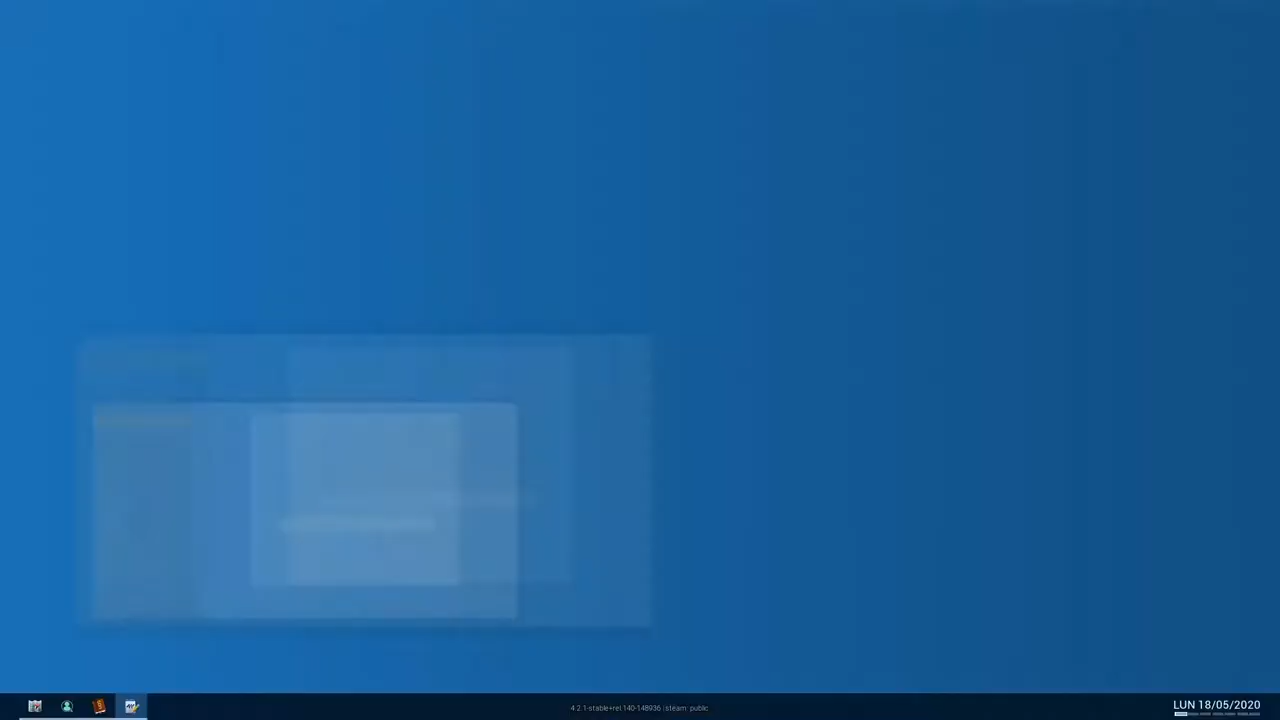 4.2.1-stable+rel.140-148936 | steam: public
LUN 18/05/2020